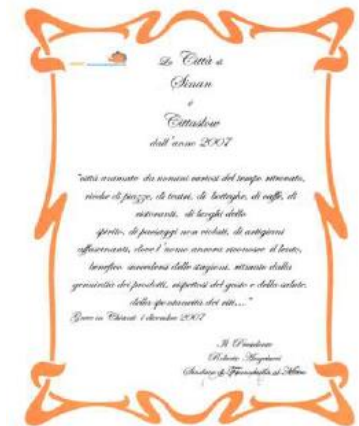 La Città di
Sinan
è
Cittaslow
dall'anno 2007
"città animate da uomini curiosi del tempo ritrovato,
ricche di piazze, di teatri, di botteghe, di caffè, di
ristoranti, di luoghi dello
spirito, di paesaggi non violati, di artigiani
affascinanti, dove l'uomo ancora riconosce il lento,
benefico succedersi delle stagioni, ritmato dalla
genuinità dei prodotti, rispettosi del gusto e della salute,
della spontaneità dei riti..."
Greve in Chianti 1 dicembre 2007
Il Presidente
Roberto Angelucci
Sindaco di Francavilla al Mare